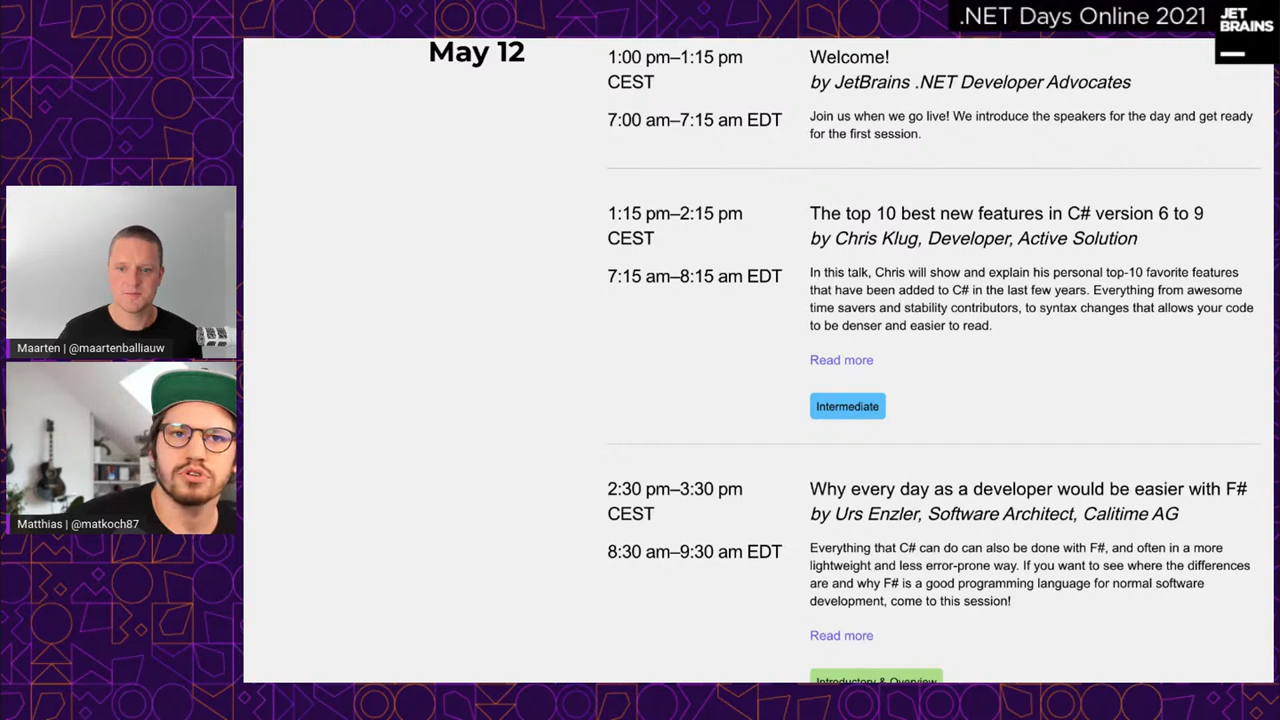 .NET Days Online 2021
JET
BRAINS
May 12
1:00 pm–1:15 pm
CEST
7:00 am–7:15 am EDT
Welcome!
by JetBrains .NET Developer Advocates
Join us when we go live! We introduce the speakers for the day and get ready
for the first session.
1:15 pm–2:15 pm
CEST
7:15 am–8:15 am EDT
The top 10 best new features in C# version 6 to 9
by Chris Klug, Developer, Active Solution
In this talk, Chris will show and explain his personal top-10 favorite features
that have been added to C# in the last few years. Everything from awesome
time savers and stability contributors, to syntax changes that allows your code
to be denser and easier to read.
Read more
Intermediate
2:30 pm–3:30 pm
CEST
8:30 am–9:30 am EDT
Why every day as a developer would be easier with F#
by Urs Enzler, Software Architect, Calitime AG
Everything that C# can do can also be done with F#, and often in a more
lightweight and less error-prone way. If you want to see where the differences
are and why F# is a good programming language for normal software
development, come to this session!
Read more
Introductory & Overview
Maarten | @maartenballiauw
Matthias | @matkoch87